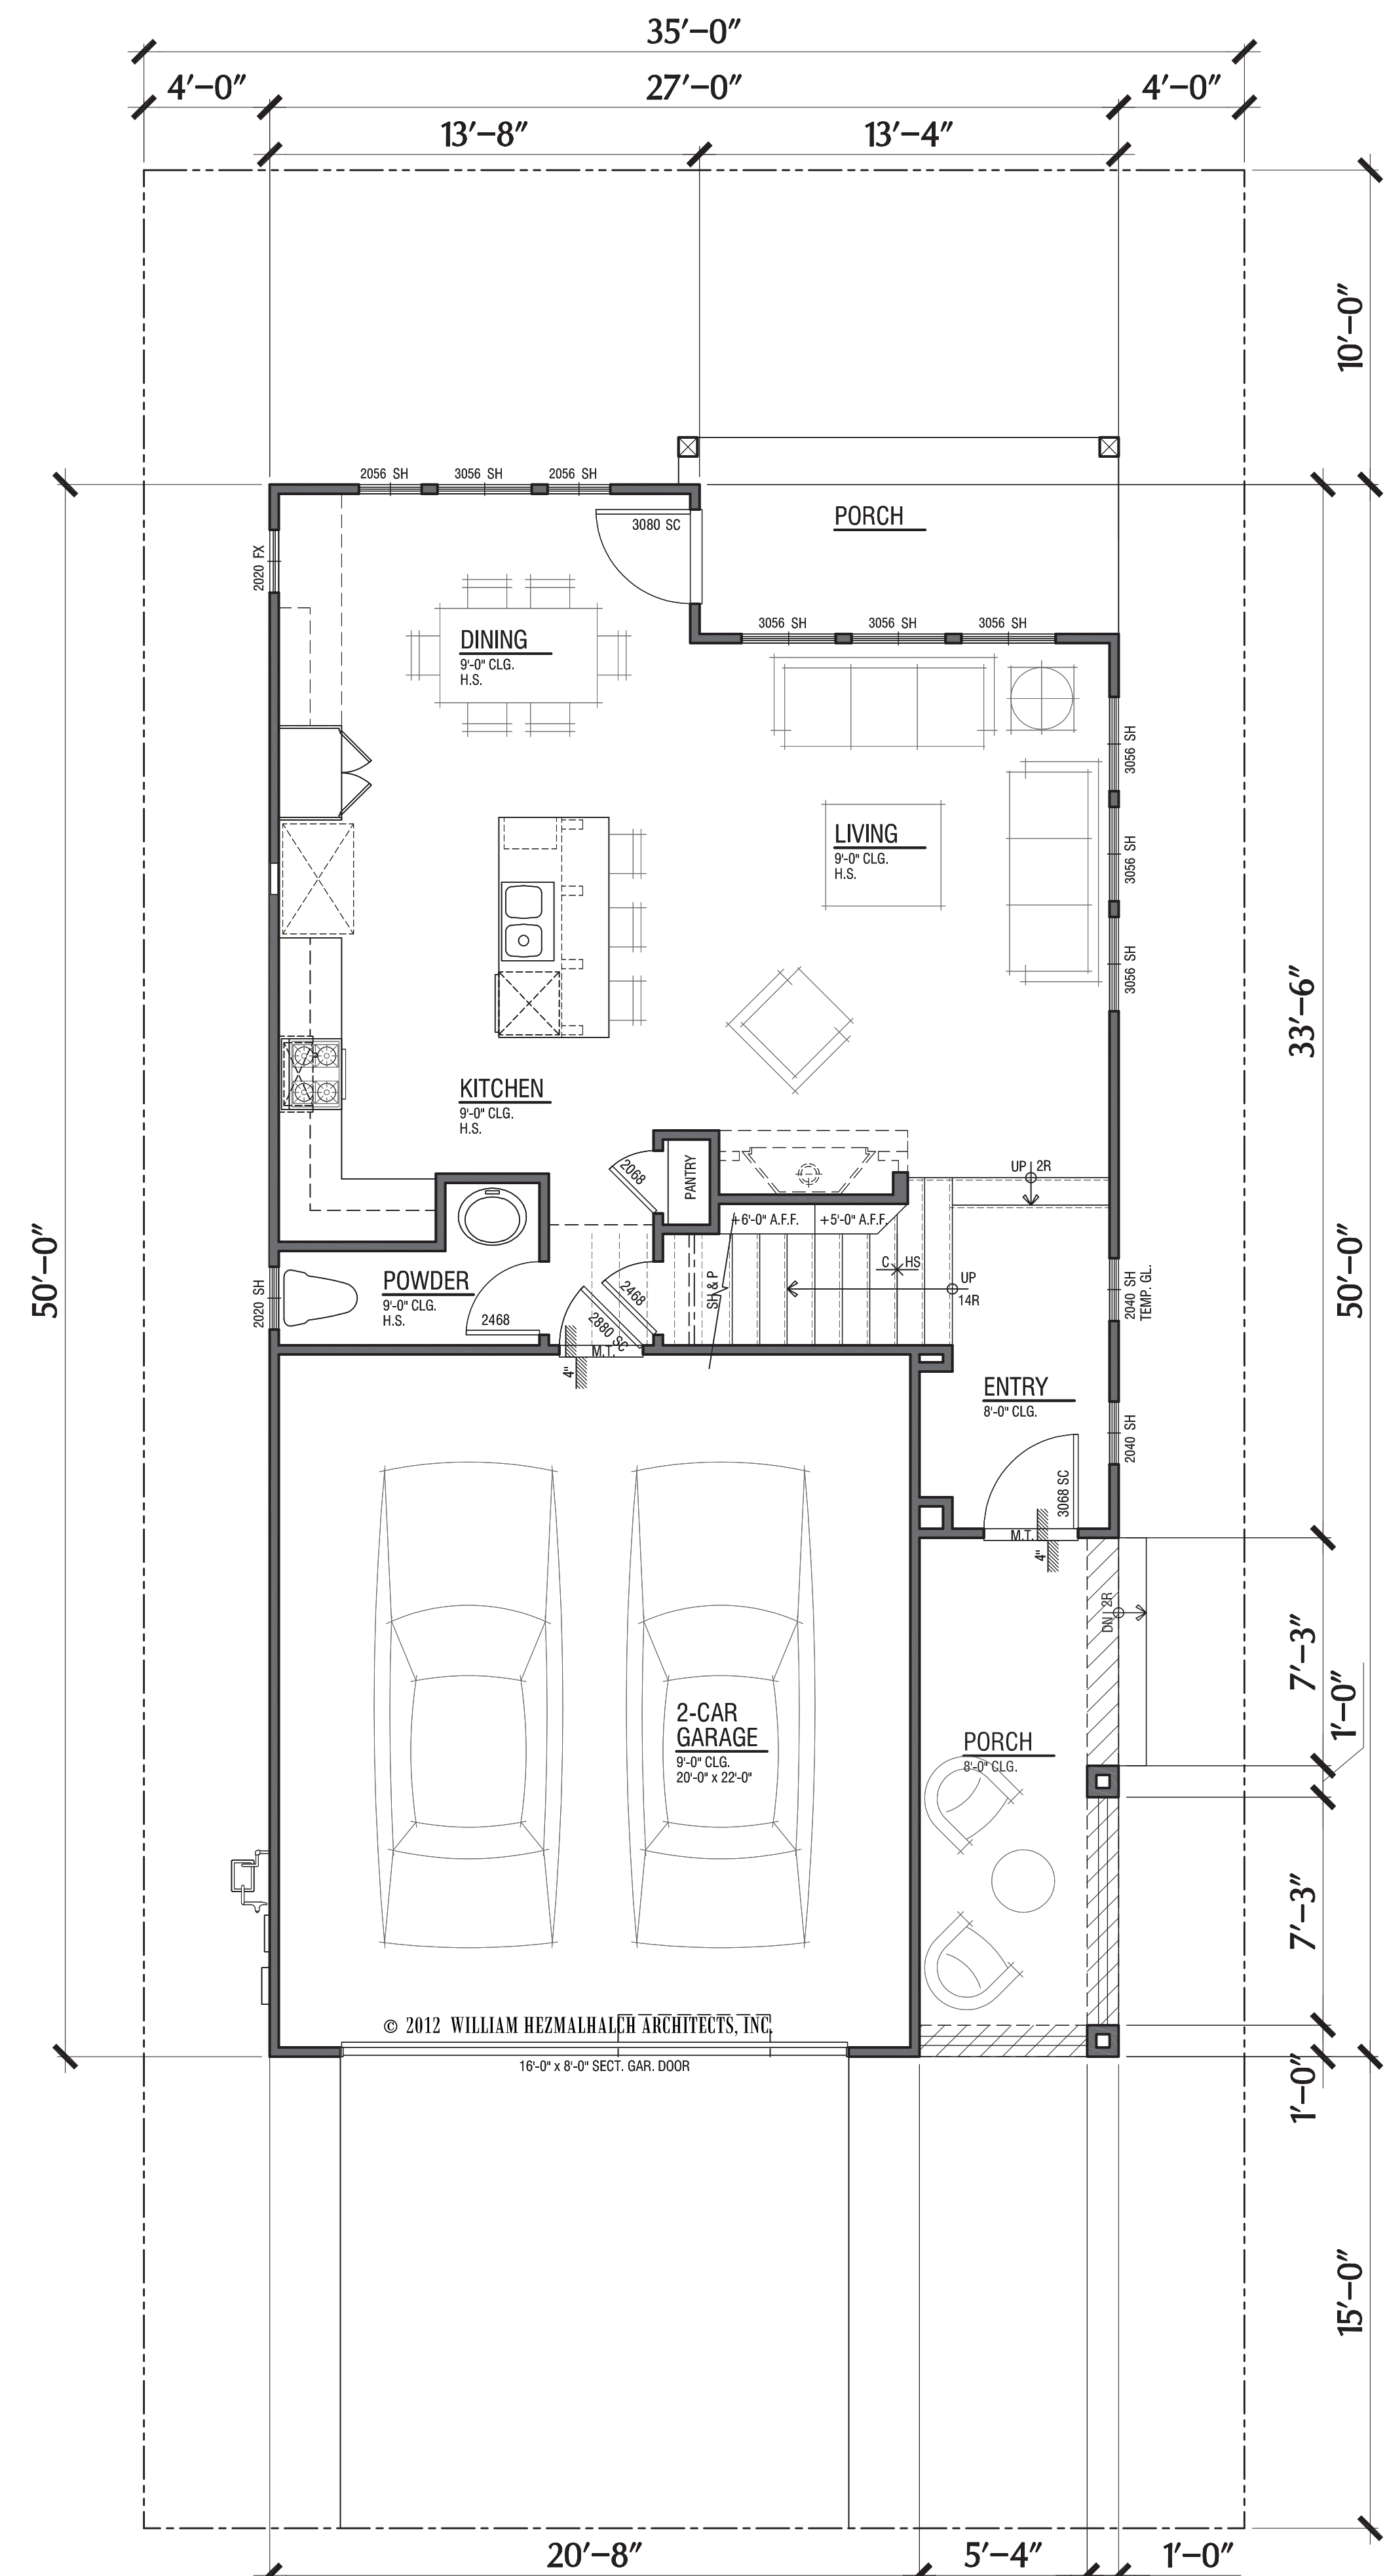 35'–0"
4'–0" 27'–0" 4'–0"
13'–8" 13'–4"
10'–0"
2056 SH 3056 SH 2056 SH
3080 SC
PORCH
2020 FX
3056 SH 3056 SH 3056 SH
DINING
9'-0" CLG.
H.S.
3056 SH
LIVING
9'-0" CLG.
H.S.
3056 SH
3056 SH
33'–6"
KITCHEN
9'-0" CLG.
H.S.
2068
PANTRY
UP 2R
+6'-0" A.F.F. +5'-0" A.F.F.
50'–0"
50'–0"
POWDER
9'-0" CLG.
H.S.
2020 SH
2468
2468
2880 SC
SH & P
C HS
UP
14R
2040 SH
TEMP. GL.
M.T.
4"
ENTRY
8'-0" CLG.
2040 SH
3068 SC
M.T.
4"
DN 2R
7'–3"
1'–0"
2-CAR
GARAGE
9'-0" CLG.
20'-0" x 22'-0"
PORCH
8'-0" CLG.
7'–3"
© 2012 WILLIAM HEZMALHALCH ARCHITECTS, INC.
16'-0" x 8'-0" SECT. GAR. DOOR
1'–0"
15'–0"
20'–8" 5'–4" 1'–0"